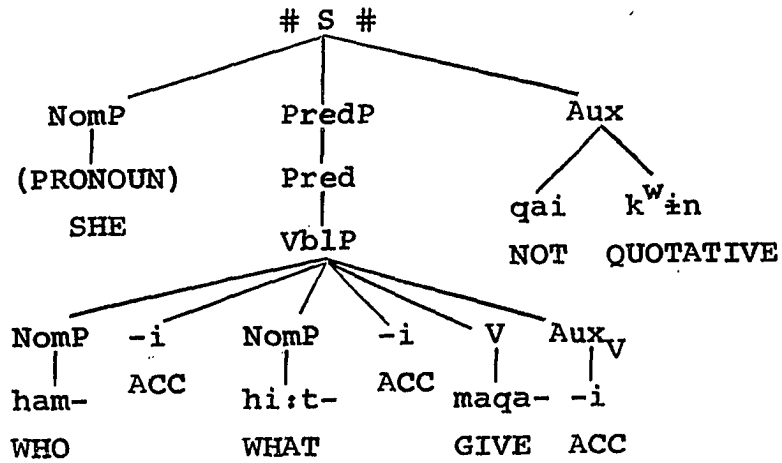 # S #
NomP PredP Aux
(PRONOUN) Pred
SHE qai kʷɨn
VblP NOT QUOTATIVE
NomP -i NomP -i V Aux_V
ham- ACC hi:t- ACC maqa- -i
WHO WHAT GIVE ACC